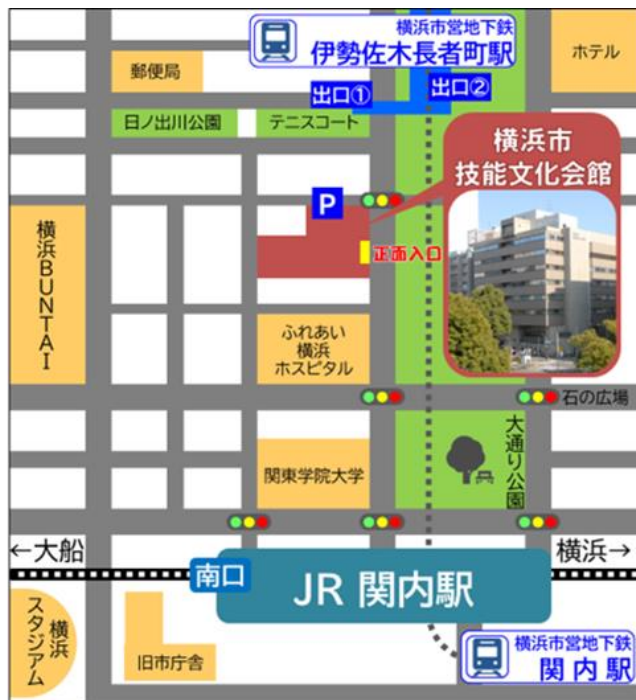 横浜市営地下鉄
伊勢佐木長者町駅
ホテル
郵便局
出口①
出口②
日ノ出川公園
テニスコート
横浜市
技能文化会館
P
正面入口
横浜BUNTAI
ふれあい
横浜
ホスピタル
石の広場
大通り公園
関東学院大学
←大船
横浜→
南口
JR 関内駅
横浜
スタジアム
旧市庁舎
横浜市営地下鉄
関内駅